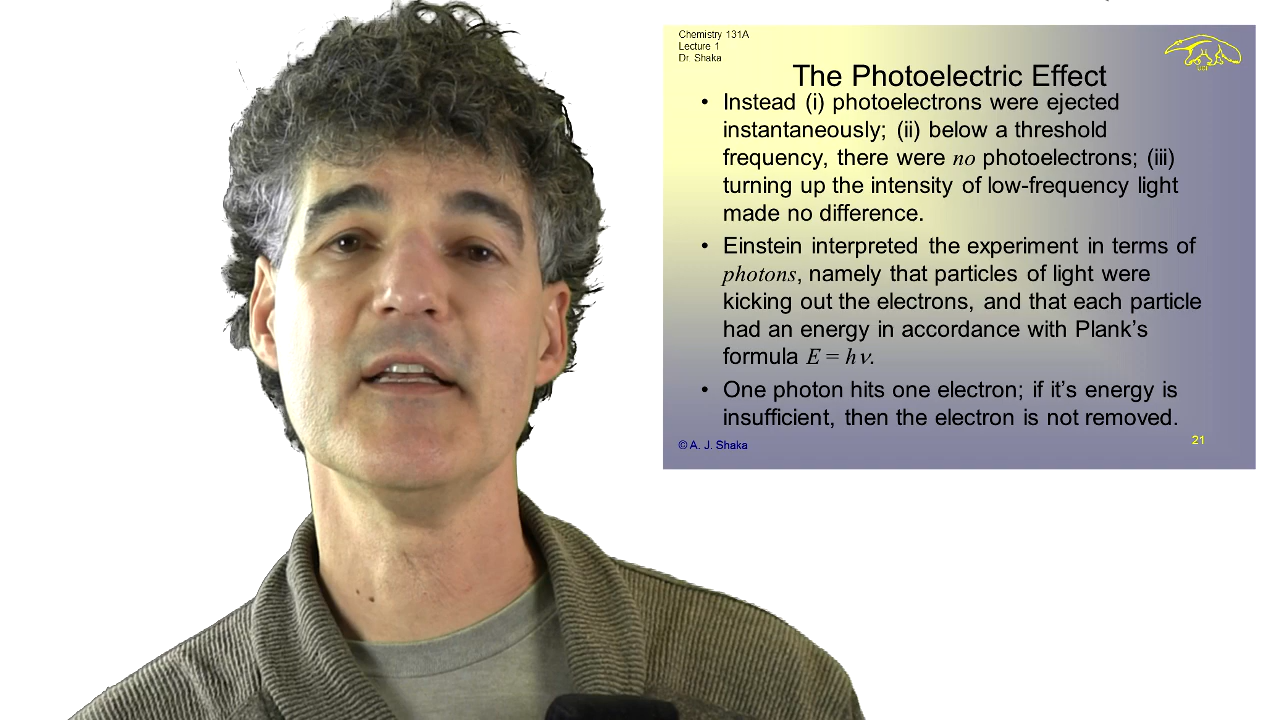 Chemistry 131A
Lecture 1
Dr. Shaka
The Photoelectric Effect
• Instead (i) photoelectrons were ejected
instantaneously; (ii) below a threshold
frequency, there were no photoelectrons; (iii)
turning up the intensity of low-frequency light
made no difference.
• Einstein interpreted the experiment in terms of
photons, namely that particles of light were
kicking out the electrons, and that each particle
had an energy in accordance with Plank's
formula E = hν.
• One photon hits one electron; if it's energy is
insufficient, then the electron is not removed.
© A. J. Shaka
21